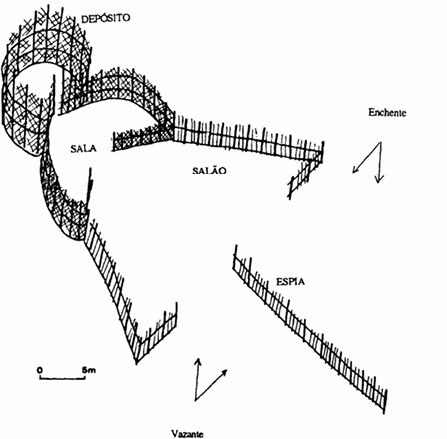 DEPÓSITO
Enchente
SALA
SALÃO
ESPIA
0 5m
Vazante